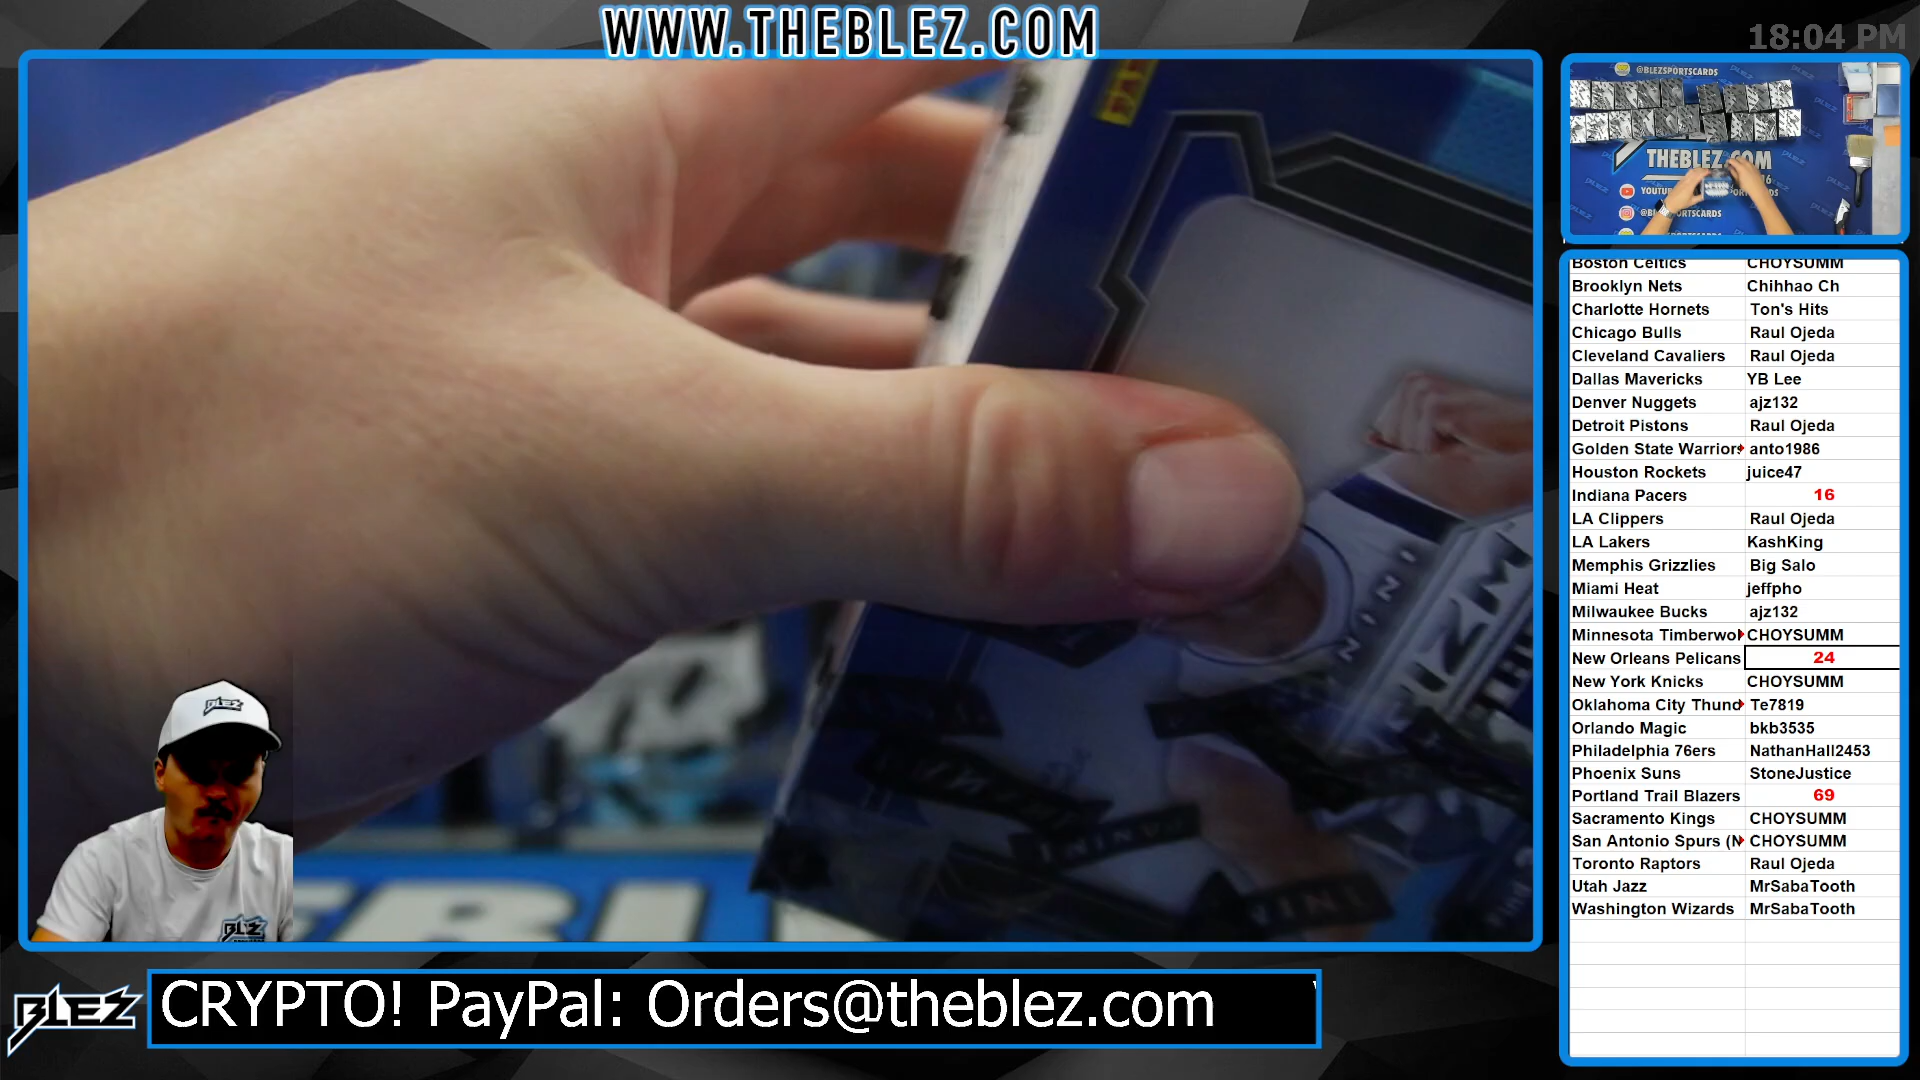 WWW.THEBLEZ.COM
18:04 PM
@BLEZSPORTSCARDS
THEBLEZ.COM
Boston Celtics CHOYSUMM
Brooklyn Nets Chihhao Ch
Charlotte Hornets Ton's Hits
Chicago Bulls Raul Ojeda
Cleveland Cavaliers Raul Ojeda
Dallas Mavericks YB Lee
Denver Nuggets ajz132
Detroit Pistons Raul Ojeda
Golden State Warriors anto1986
Houston Rockets juice47
Indiana Pacers 16
LA Clippers Raul Ojeda
LA Lakers KashKing
Memphis Grizzlies Big Salo
Miami Heat jeffpho
Milwaukee Bucks ajz132
Minnesota Timberwol CHOYSUMM
New Orleans Pelicans 24
New York Knicks CHOYSUMM
Oklahoma City Thund Te7819
Orlando Magic bkb3535
Philadelphia 76ers NathanHall2453
Phoenix Suns StoneJustice
Portland Trail Blazers 69
Sacramento Kings CHOYSUMM
San Antonio Spurs (N CHOYSUMM
Toronto Raptors Raul Ojeda
Utah Jazz MrSabaTooth
Washington Wizards MrSabaTooth
PANINI
BLEZ
BLEZ
BLEZ
CRYPTO! PayPal: Orders@theblez.com